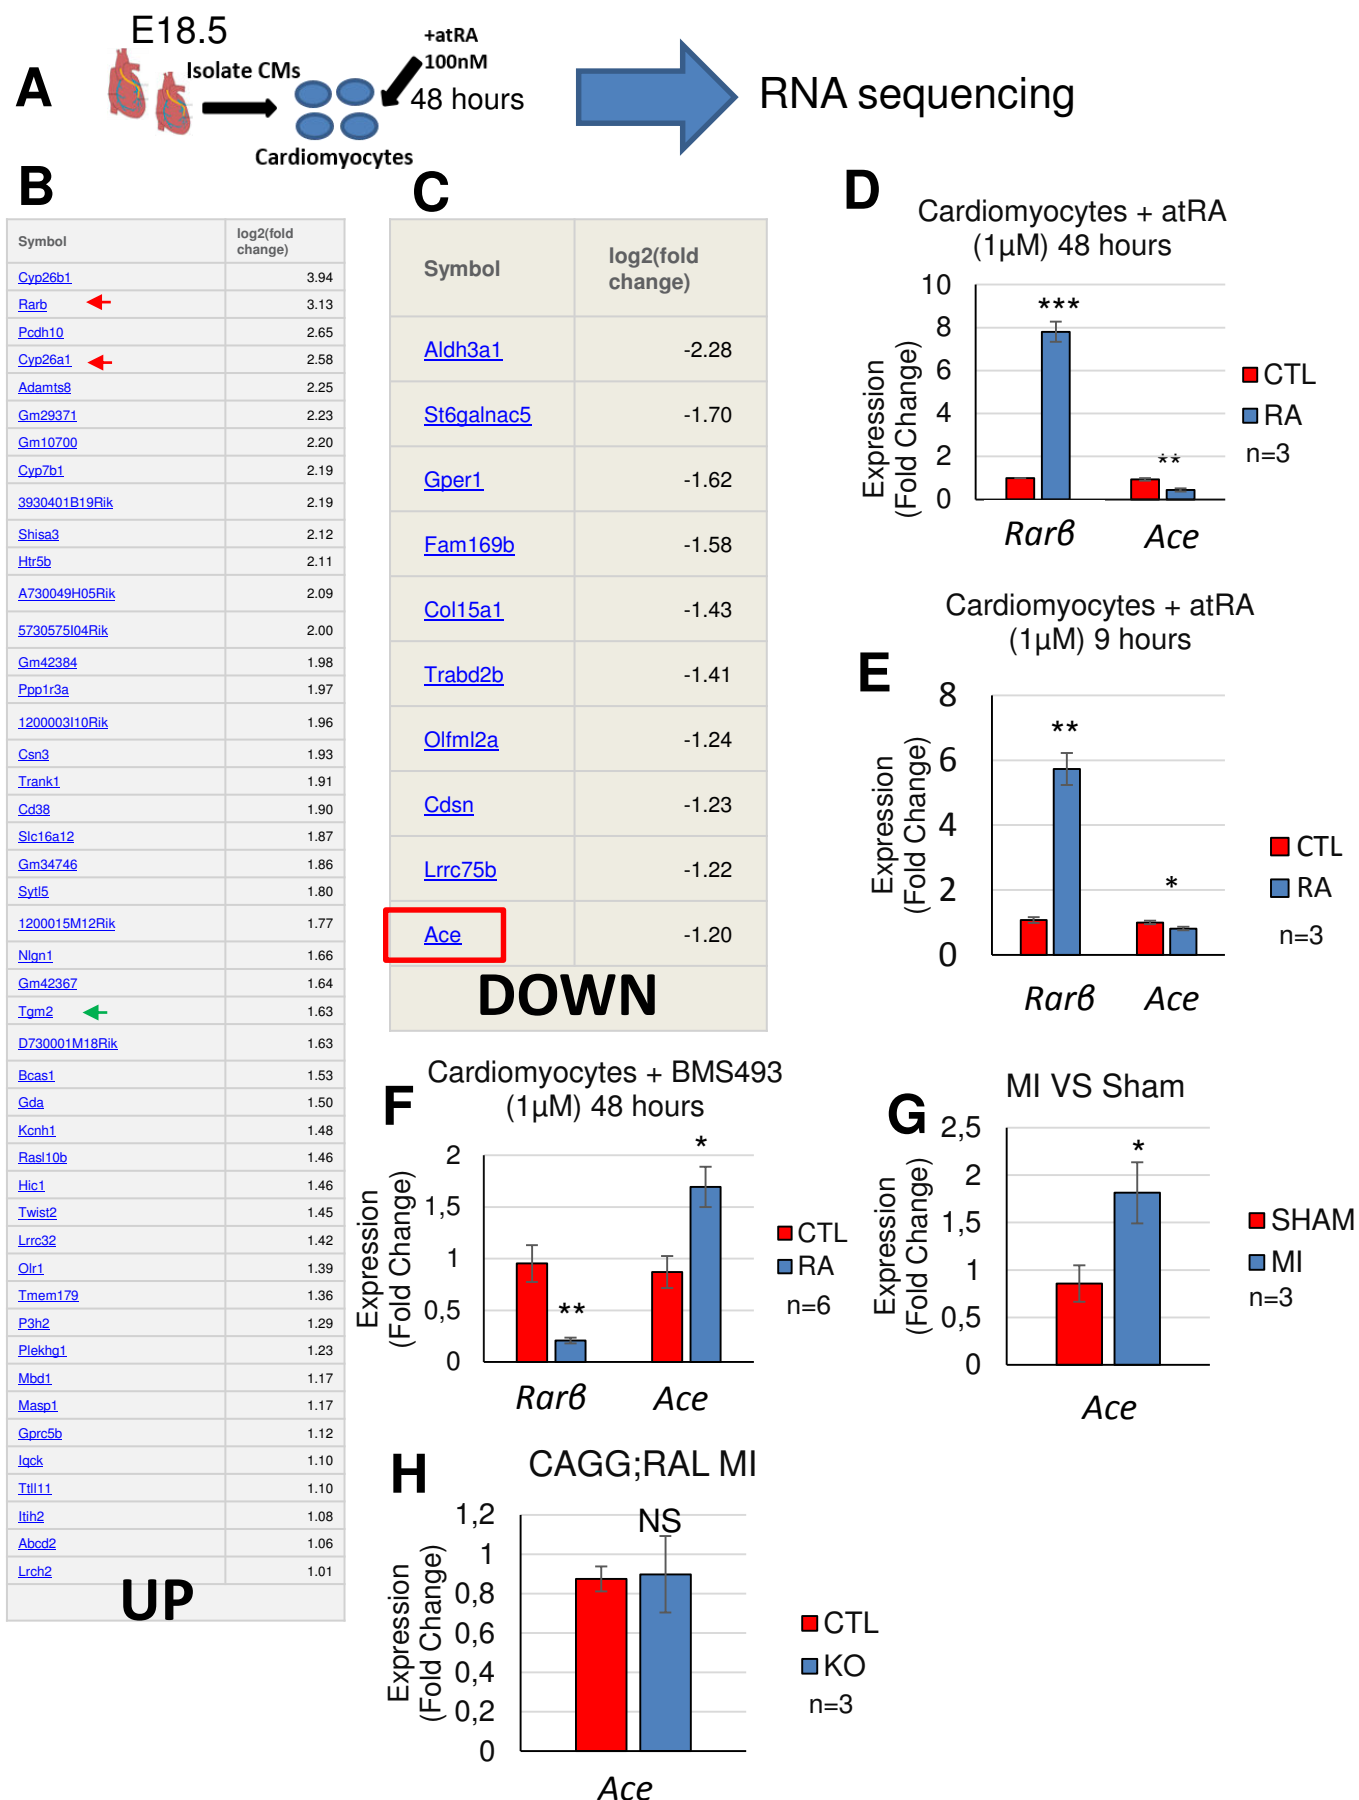 A
E18.5
Isolate CMs
+atRA
100nM
48 hours
Cardiomyocytes
RNA sequencing
B
Symbol log2(fold change)
Cyp26b1 3.94
Rarb 3.13
Pcdh10 2.65
Cyp26a1 2.58
Adamts8 2.25
Gm29371 2.23
Gm10700 2.20
Cyp7b1 2.19
3930401B19Rik 2.19
Shisa3 2.12
Htr5b 2.11
A730049H05Rik 2.09
5730575I04Rik 2.00
Gm42384 1.98
Ppp1r3a 1.97
1200003I10Rik 1.96
Csn3 1.93
Trank1 1.91
Cd38 1.90
Slc16a12 1.87
Gm34746 1.86
Sytl5 1.80
1200015M12Rik 1.77
Nlgn1 1.66
Gm42367 1.64
Tgm2 1.63
D730001M18Rik 1.63
Bcas1 1.53
Gda 1.50
Kcnh1 1.48
Rasl10b 1.46
Hic1 1.46
Twist2 1.45
Lrrc32 1.42
Olr1 1.39
Tmem179 1.36
P3h2 1.29
Plekhg1 1.23
Mbd1 1.17
Masp1 1.17
Gprc5b 1.12
Iqck 1.10
Ttll11 1.10
Itih2 1.08
Abcd2 1.06
Lrch2 1.01
UP
C
Symbol log2(fold change)
Aldh3a1 -2.28
St6galnac5 -1.70
Gper1 -1.62
Fam169b -1.58
Col15a1 -1.43
Trabd2b -1.41
Olfml2a -1.24
Cdsn -1.23
Lrrc75b -1.22
Ace -1.20
DOWN
D
Cardiomyocytes + atRA
(1µM) 48 hours
Expression
(Fold Change)
10
8
6
4
2
0
***
**
Rarβ Ace
CTL
RA
n=3
E
Cardiomyocytes + atRA
(1µM) 9 hours
Expression
(Fold Change)
8
6
4
2
0
**
*
Rarβ Ace
CTL
RA
n=3
F
Cardiomyocytes + BMS493
(1µM) 48 hours
Expression
(Fold Change)
2
1,5
1
0,5
0
**
*
Rarβ Ace
CTL
RA
n=6
G
MI VS Sham
Expression
(Fold Change)
2,5
2
1,5
1
0,5
0
*
Ace
SHAM
MI
n=3
H
CAGG;RAL MI
Expression
(Fold Change)
1,2
1
0,8
0,6
0,4
0,2
0
NS
Ace
CTL
KO
n=3